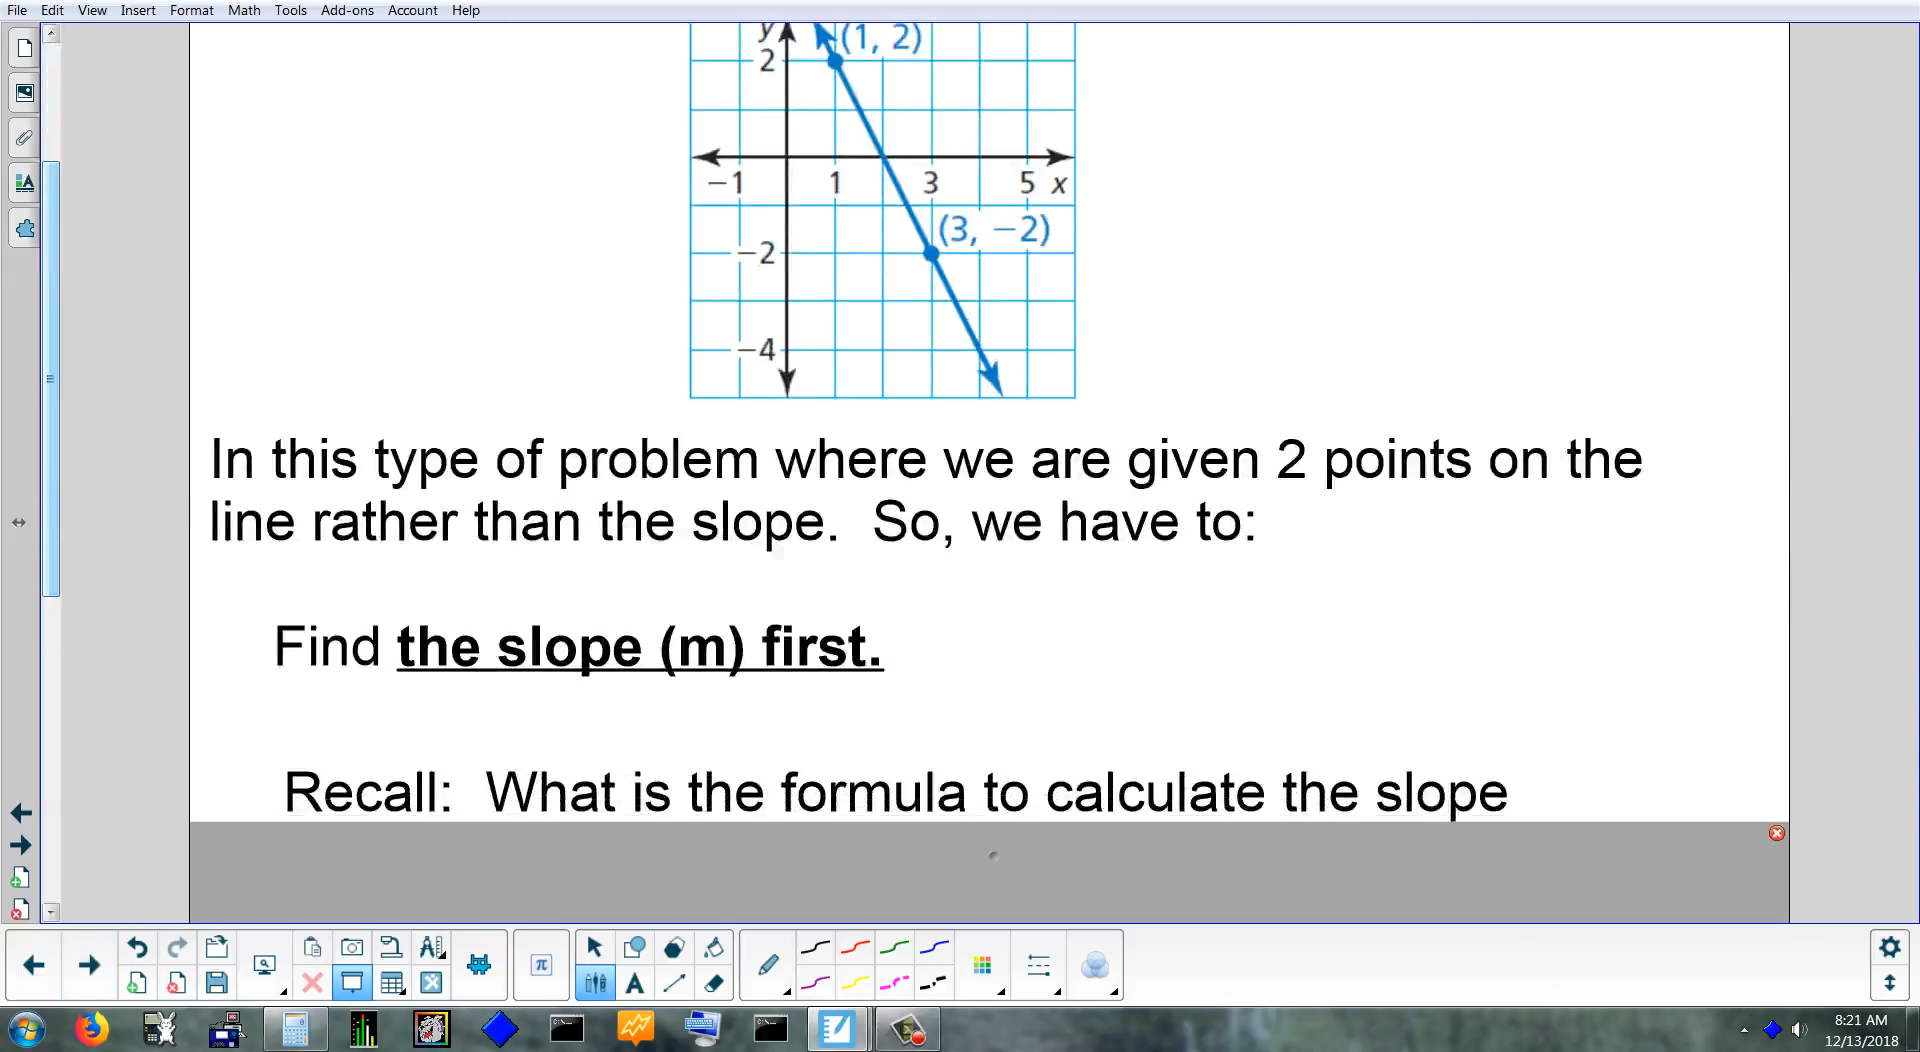 File Edit View Insert Format Math Tools Add-ons Account Help
y
(1, 2)
2
−1 1 3 5 x
(3, −2)
−2
−4
In this type of problem where we are given 2 points on the
line rather than the slope.  So, we have to:
Find the slope (m) first.
Recall:  What is the formula to calculate the slope
π
A
8:21 AM
12/13/2018